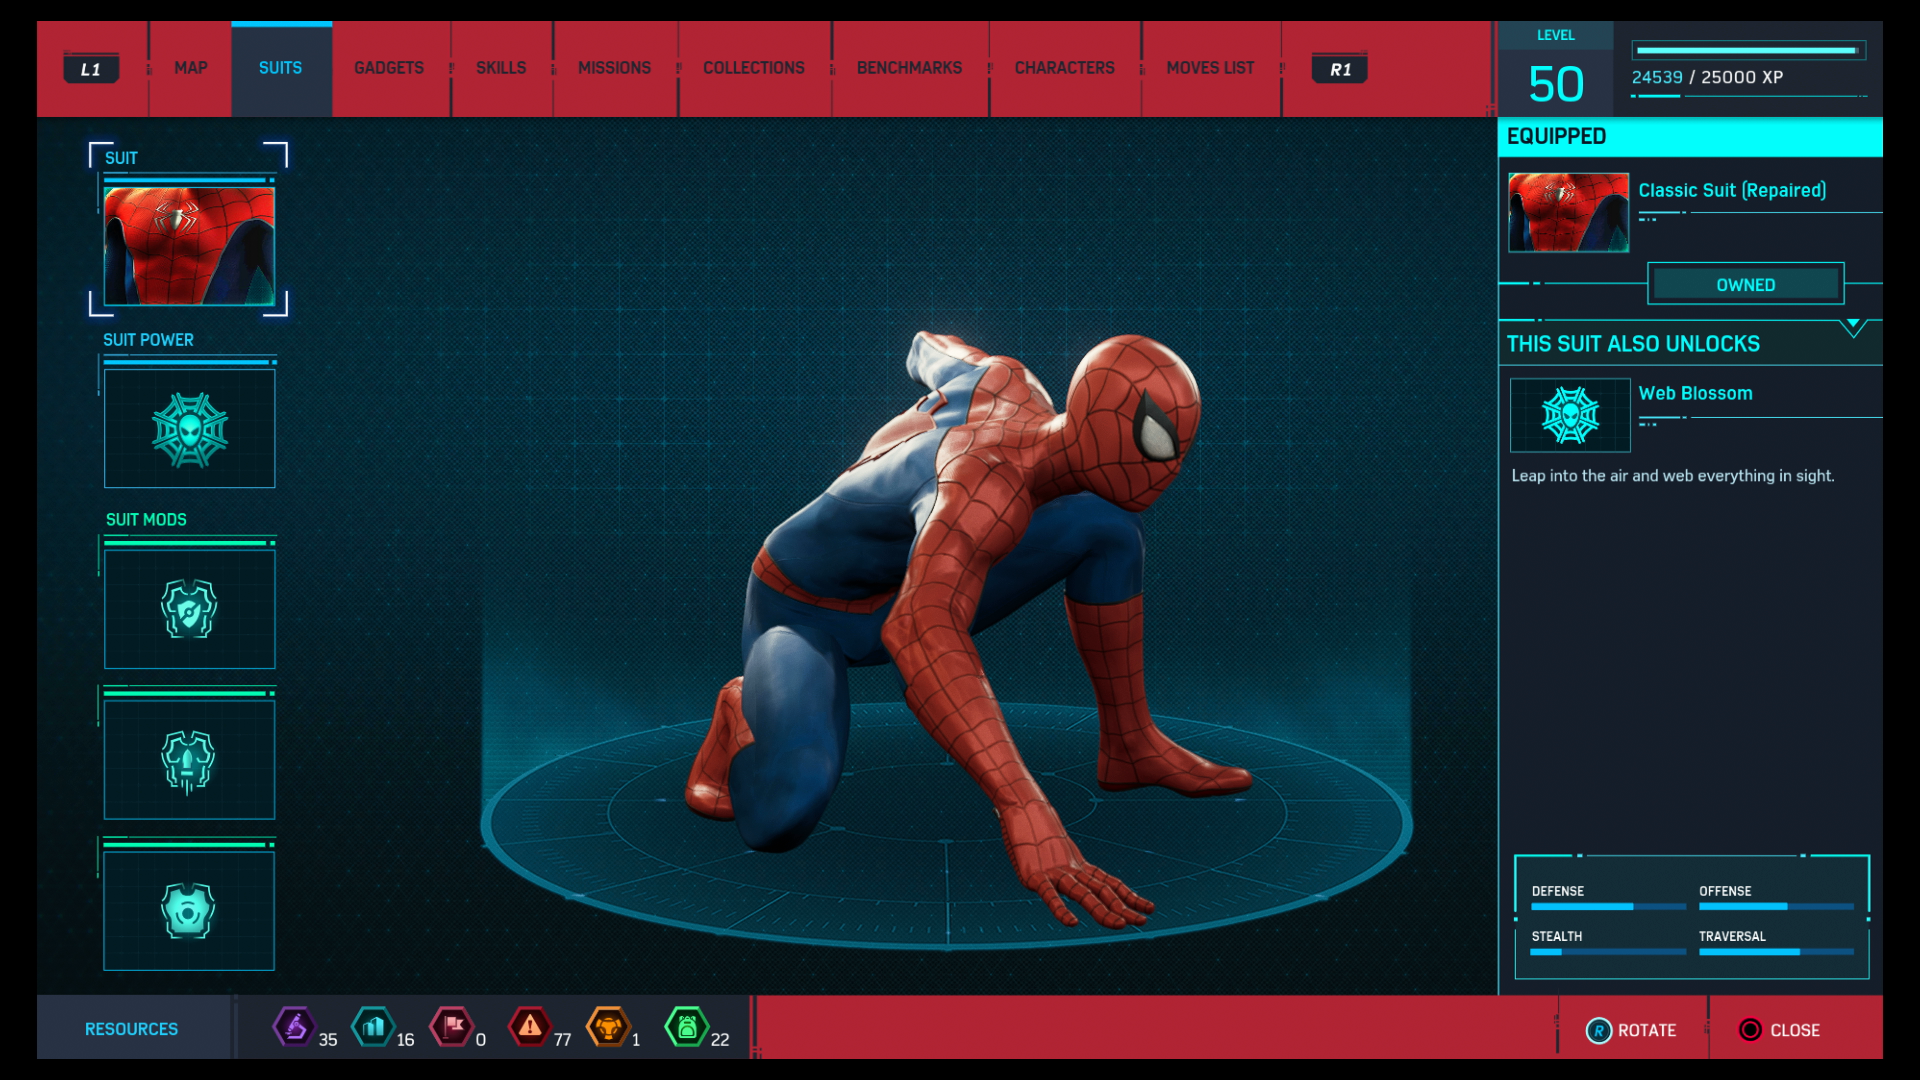 L1
MAP
SUITS
GADGETS
SKILLS
MISSIONS
COLLECTIONS
BENCHMARKS
CHARACTERS
MOVES LIST
R1
LEVEL
50
24539 / 25000 XP
SUIT
SUIT POWER
SUIT MODS
EQUIPPED
Classic Suit (Repaired)
OWNED
THIS SUIT ALSO UNLOCKS
Web Blossom
Leap into the air and web everything in sight.
DEFENSE
OFFENSE
STEALTH
TRAVERSAL
RESOURCES
35
16
0
77
1
22
R ROTATE
CLOSE